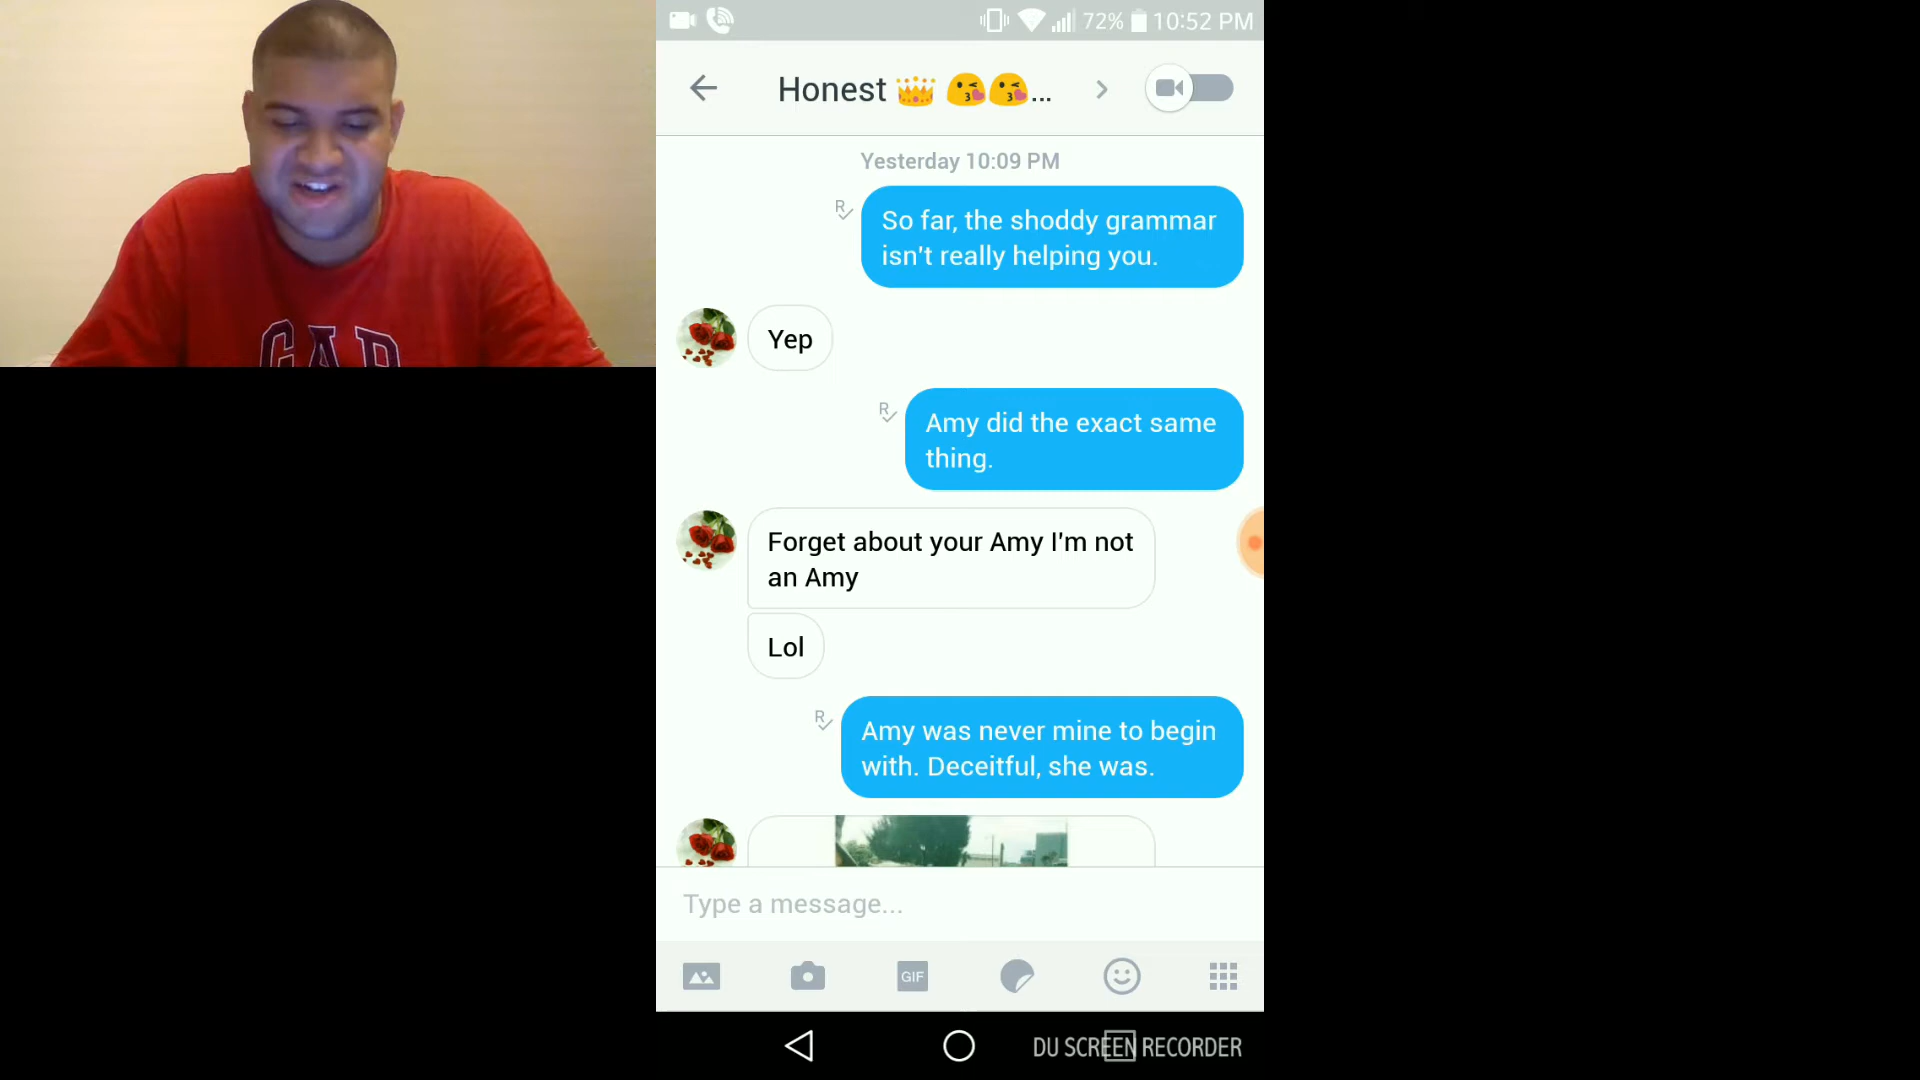 72% 10:52 PM
Honest 👑 😘😘...
Yesterday 10:09 PM
So far, the shoddy grammar
isn't really helping you.
Yep
Amy did the exact same
thing.
Forget about your Amy I'm not
an Amy
Lol
Amy was never mine to begin
with. Deceitful, she was.
Type a message...
GIF
DU SCREEN RECORDER
GAP